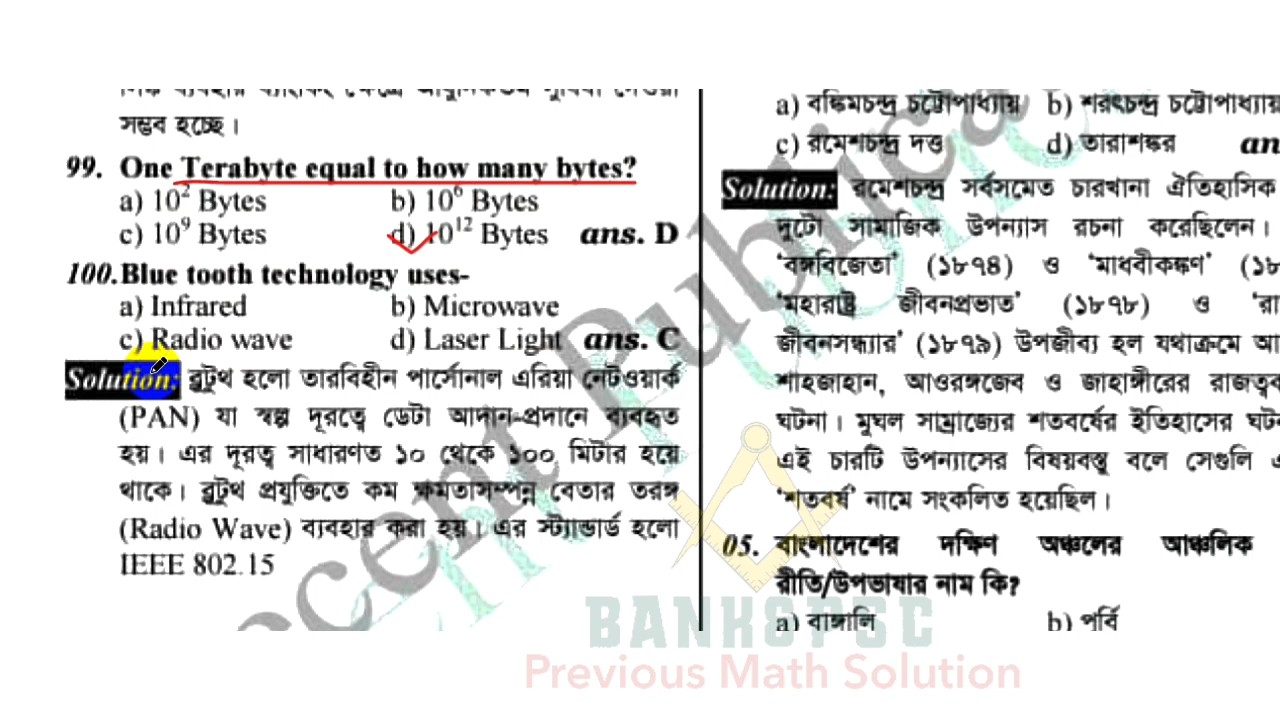 সম্ভব হচ্ছে।
99. One Terabyte equal to how many bytes?
a) 10² Bytes b) 10⁶ Bytes
c) 10⁹ Bytes d) 10¹² Bytes ans. D
100. Blue tooth technology uses-
a) Infrared b) Microwave
c) Radio wave d) Laser Light ans. C
Solution: ব্লুটুথ হলো তারবিহীন পার্সোনাল এরিয়া নেটওয়ার্ক
(PAN) যা স্বল্প দূরত্বে ডেটা আদান-প্রদানে ব্যবহৃত
হয়। এর দূরত্ব সাধারণত ১০ থেকে ১০০ মিটার হয়ে
থাকে। ব্লুটুথ প্রযুক্তিতে কম ক্ষমতাসম্পন্ন বেতার তরঙ্গ
(Radio Wave) ব্যবহার করা হয়। এর স্ট্যান্ডার্ড হলো
IEEE 802.15
a) বঙ্কিমচন্দ্র চট্টোপাধ্যায় b) শরৎচন্দ্র চট্টোপাধ্যায়
c) রমেশচন্দ্র দত্ত d) তারাশঙ্কর an
Solution: রমেশচন্দ্র সর্বসমেত চারখানা ঐতিহাসিক
দুটো সামাজিক উপন্যাস রচনা করেছিলেন।
‘বঙ্গবিজেতা’ (১৮৭৪) ও ‘মাধবীকঙ্কণ’ (১৮
‘মহারাষ্ট্র জীবনপ্রভাত’ (১৮৭৮) ও ‘রা
জীবনসন্ধ্যার’ (১৮৭৯) উপজীব্য হল যথাক্রমে আ
শাহজাহান, আওরঙ্গজেব ও জাহাঙ্গীরের রাজত্ব
ঘটনা। মুঘল সাম্রাজ্যের শতবর্ষের ইতিহাসের ঘট
এই চারটি উপন্যাসের বিষয়বস্তু বলে সেগুলি এ
‘শতবর্ষ’ নামে সংকলিত হয়েছিল।
05. বাংলাদেশের দক্ষিণ অঞ্চলের আঞ্চলিক
রীতি/উপভাষার নাম কি?
a) বাঙ্গালি b) পূর্বি
BANKSPSC
Previous Math Solution